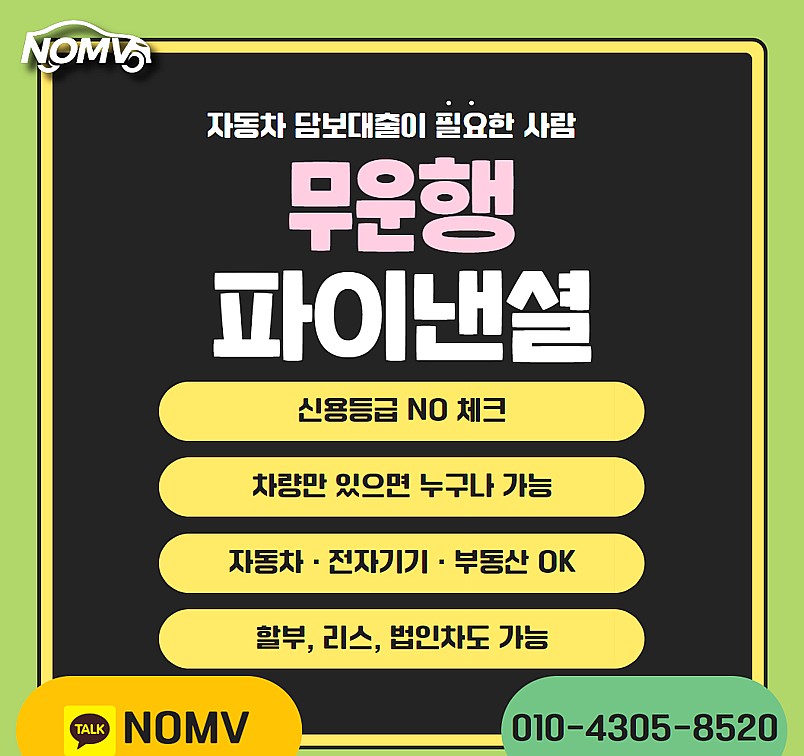 NOMV
자동차 담보대출이 필요한 사람
무운행
파이낸셜
신용등급 NO 체크
차량만 있으면 누구나 가능
자동차 · 전자기기 · 부동산 OK
할부, 리스, 법인차도 가능
TALK NOMV
010-4305-8520